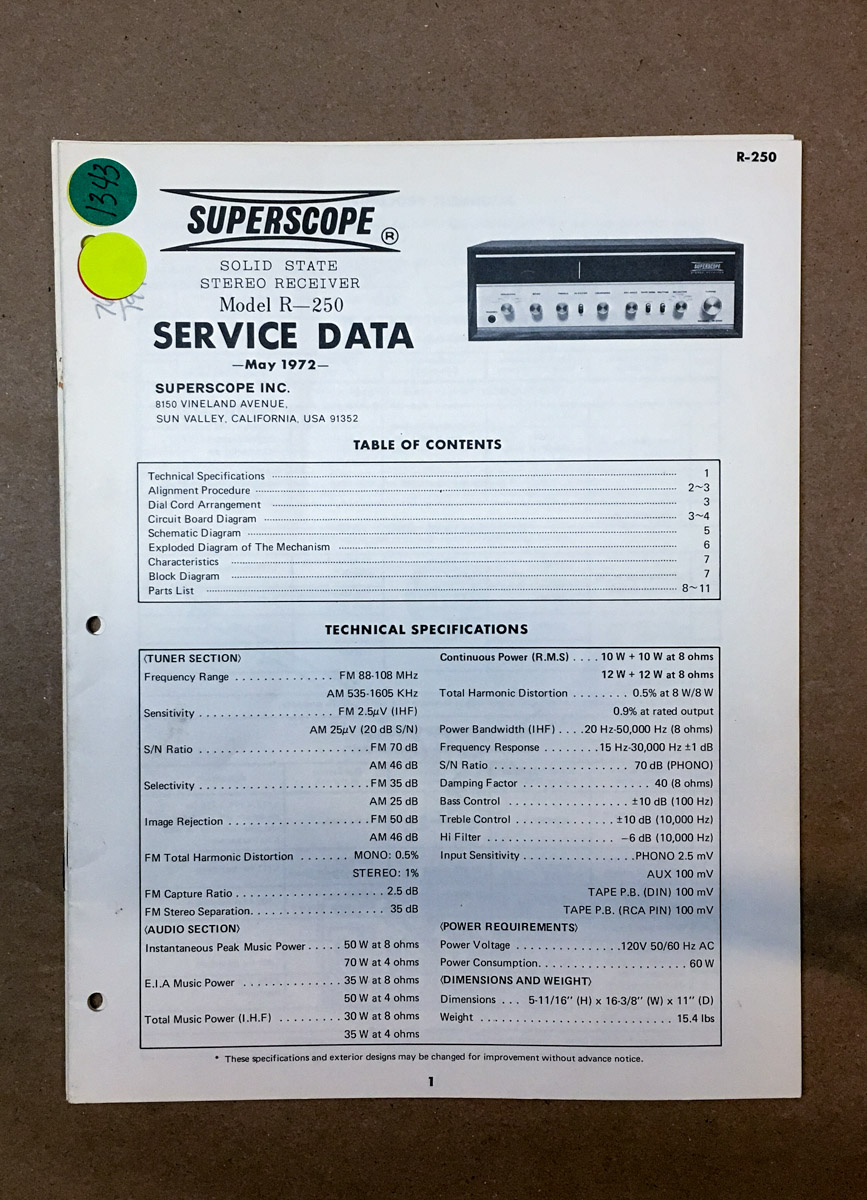 R-250
1343
SUPERSCOPE ®
SOLID STATE
STEREO RECEIVER
Model R—250
SERVICE DATA
—May 1972—
SUPERSCOPE INC.
8150 VINELAND AVENUE,
SUN VALLEY, CALIFORNIA, USA 91352
SUPERSCOPE
TABLE OF CONTENTS
Technical Specifications 1
Alignment Procedure 2~3
Dial Cord Arrangement 3
Circuit Board Diagram 3~4
Schematic Diagram 5
Exploded Diagram of The Mechanism 6
Characteristics 7
Block Diagram 7
Parts List 8~11
TECHNICAL SPECIFICATIONS
〈TUNER SECTION〉
Frequency Range . . . . . . . . . . . . . . FM 88-108 MHz
AM 535-1605 KHz
Sensitivity . . . . . . . . . . . . . . . . . . . . FM 2.5μV (IHF)
AM 25μV (20 dB S/N)
S/N Ratio . . . . . . . . . . . . . . . . . . . . . . . . FM 70 dB
AM 46 dB
Selectivity . . . . . . . . . . . . . . . . . . . . . . . . FM 35 dB
AM 25 dB
Image Rejection . . . . . . . . . . . . . . . . . . . . FM 50 dB
AM 46 dB
FM Total Harmonic Distortion . . . . . . . MONO: 0.5%
STEREO: 1%
FM Capture Ratio . . . . . . . . . . . . . . . . . . . . . 2.5 dB
FM Stereo Separation. . . . . . . . . . . . . . . . . . . 35 dB
〈AUDIO SECTION〉
Instantaneous Peak Music Power . . . . . 50 W at 8 ohms
70 W at 4 ohms
E.I.A Music Power . . . . . . . . . . . . . . 35 W at 8 ohms
50 W at 4 ohms
Total Music Power (I.H.F) . . . . . . . . . 30 W at 8 ohms
35 W at 4 ohms
Continuous Power (R.M.S) . . . . 10 W + 10 W at 8 ohms
12 W + 12 W at 8 ohms
Total Harmonic Distortion . . . . . . . . 0.5% at 8 W/8 W
0.9% at rated output
Power Bandwidth (IHF) . . . . 20 Hz-50,000 Hz (8 ohms)
Frequency Response . . . . . . . . 15 Hz-30,000 Hz ±1 dB
S/N Ratio . . . . . . . . . . . . . . . . . . . 70 dB (PHONO)
Damping Factor . . . . . . . . . . . . . . . . . . 40 (8 ohms)
Bass Control . . . . . . . . . . . . . . . . . ±10 dB (100 Hz)
Treble Control . . . . . . . . . . . . . . . ±10 dB (10,000 Hz)
Hi Filter . . . . . . . . . . . . . . . . . . . —6 dB (10,000 Hz)
Input Sensitivity . . . . . . . . . . . . . . . . PHONO 2.5 mV
AUX 100 mV
TAPE P.B. (DIN) 100 mV
TAPE P.B. (RCA PIN) 100 mV
〈POWER REQUIREMENTS〉
Power Voltage . . . . . . . . . . . . . . . . 120V 50/60 Hz AC
Power Consumption. . . . . . . . . . . . . . . . . . . . . . 60 W
〈DIMENSIONS AND WEIGHT〉
Dimensions . . . 5-11/16" (H) x 16-3/8" (W) x 11" (D)
Weight . . . . . . . . . . . . . . . . . . . . . . . . . . . 15.4 lbs
* These specifications and exterior designs may be changed for improvement without advance notice.
1